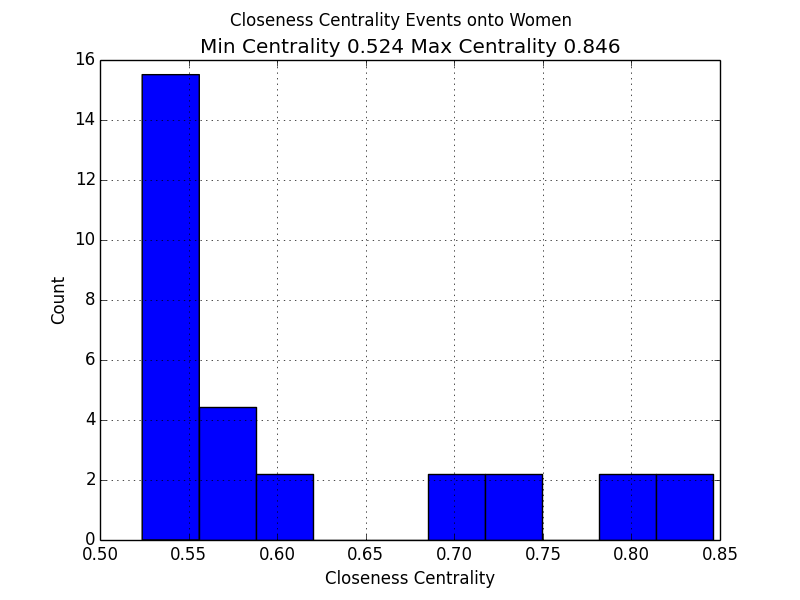 Closeness Centrality Events onto Women
Min Centrality 0.524 Max Centrality 0.846
16
14
12
10
8
6
4
2
0
Count
0.50 0.55 0.60 0.65 0.70 0.75 0.80 0.85
Closeness Centrality